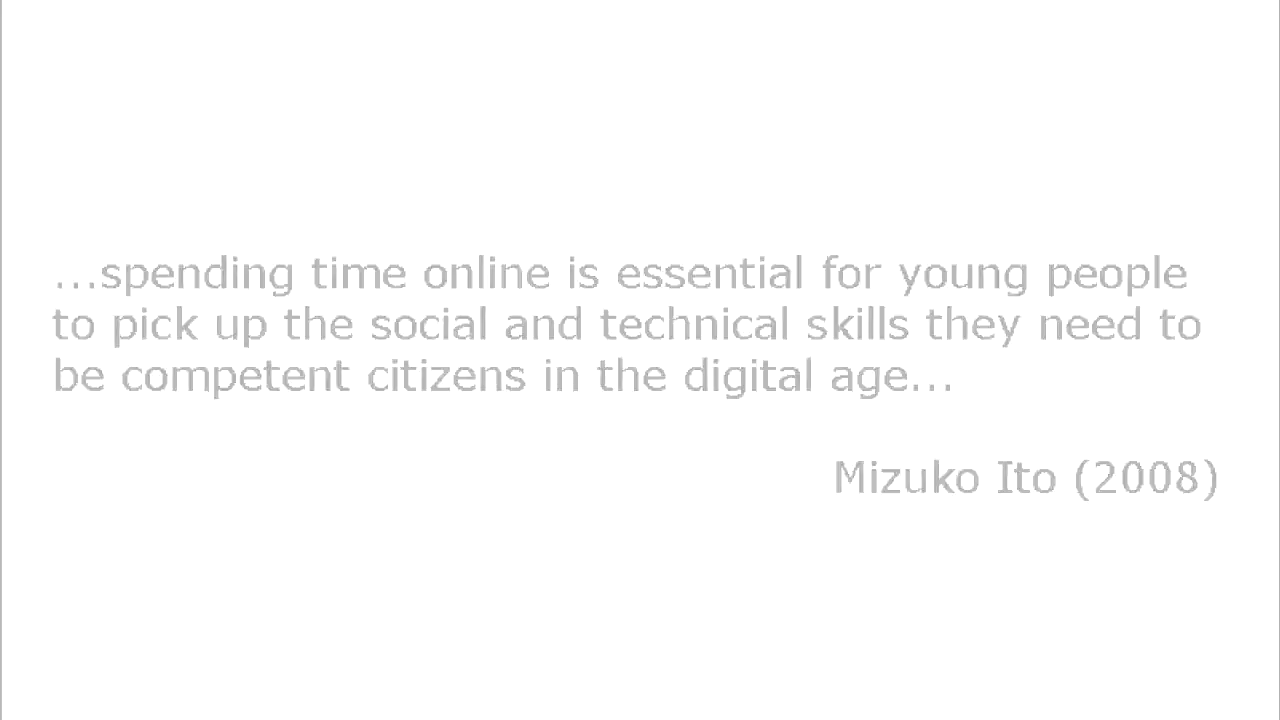 ...spending time online is essential for young people
to pick up the social and technical skills they need to
be competent citizens in the digital age...
Mizuko Ito (2008)